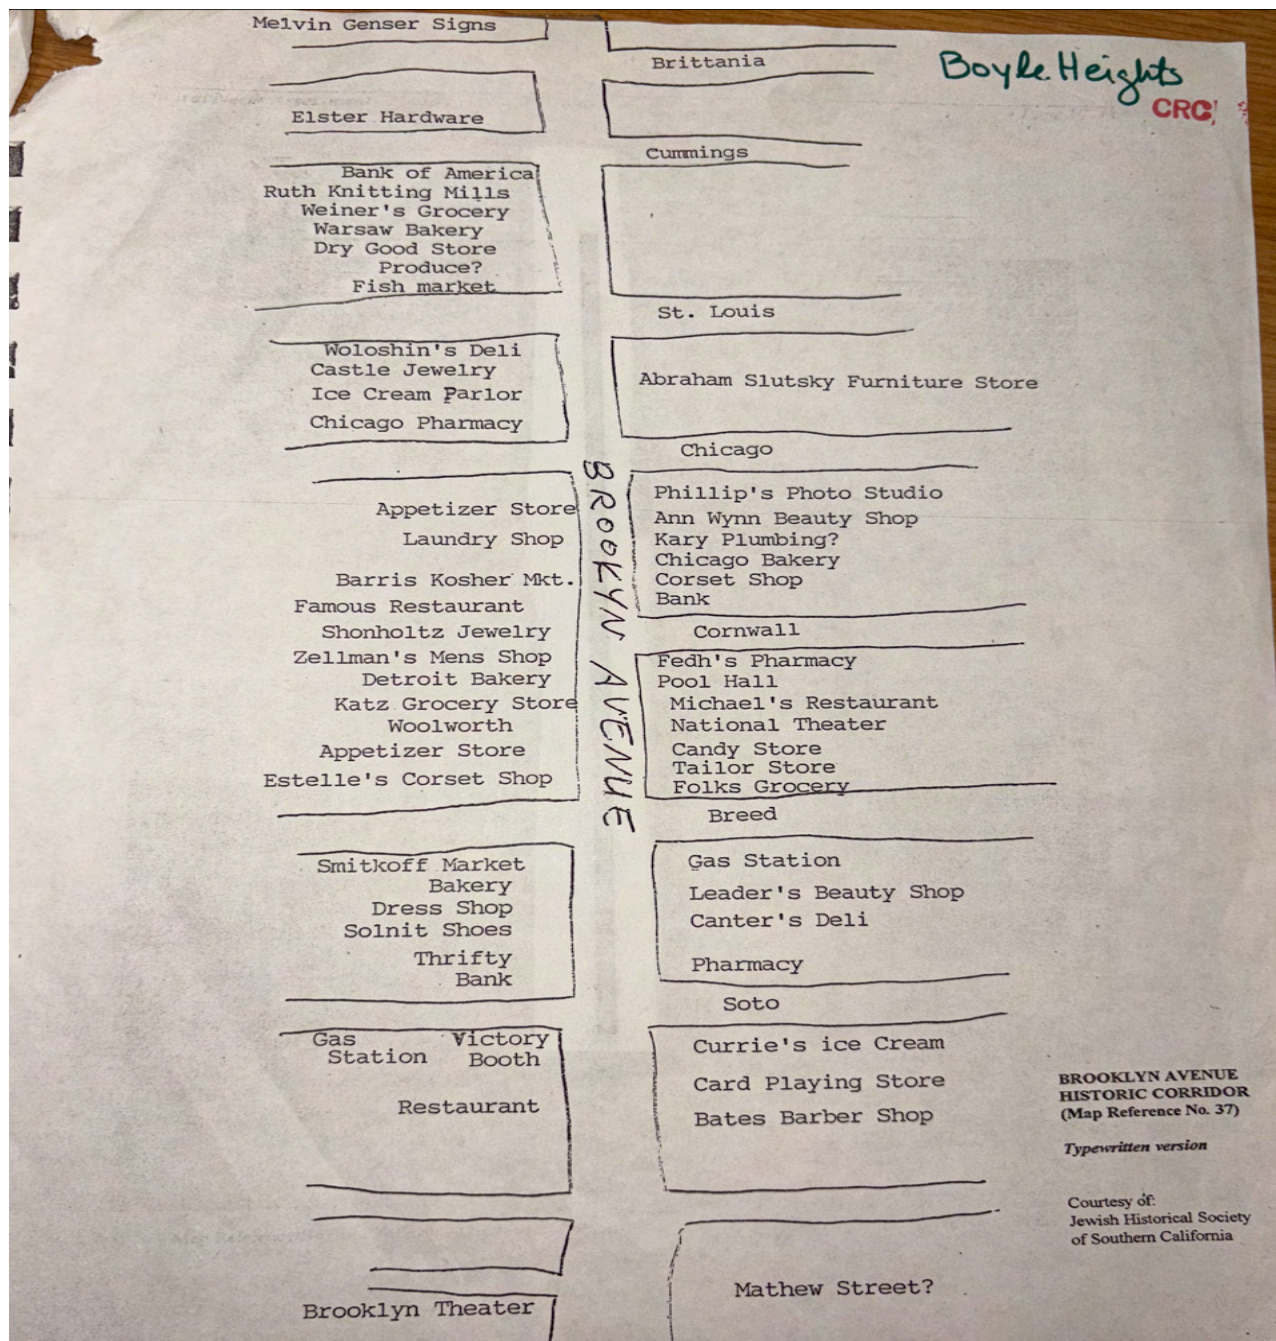 Melvin Genser Signs
Brittania
Boyle Heights
CRC
Elster Hardware
Cummings
Bank of America
Ruth Knitting Mills
Weiner's Grocery
Warsaw Bakery
Dry Good Store
Produce?
Fish market
St. Louis
Woloshin's Deli
Castle Jewelry
Ice Cream Parlor
Chicago Pharmacy
Abraham Slutsky Furniture Store
Chicago
BROOKLYN AVENUE
Appetizer Store
Laundry Shop
Barris Kosher Mkt.
Famous Restaurant
Shonholtz Jewelry
Zellman's Mens Shop
Detroit Bakery
Katz Grocery Store
Woolworth
Appetizer Store
Estelle's Corset Shop
Phillip's Photo Studio
Ann Wynn Beauty Shop
Kary Plumbing?
Chicago Bakery
Corset Shop
Bank
Cornwall
Fedh's Pharmacy
Pool Hall
Michael's Restaurant
National Theater
Candy Store
Tailor Store
Folks Grocery
Breed
Smitkoff Market
Bakery
Dress Shop
Solnit Shoes
Thrifty
Bank
Gas Station
Leader's Beauty Shop
Canter's Deli
Pharmacy
Soto
Gas
Station
Victory
Booth
Restaurant
Currie's ice Cream
Card Playing Store
Bates Barber Shop
BROOKLYN AVENUE
HISTORIC CORRIDOR
(Map Reference No. 37)
Typewritten version
Courtesy of:
Jewish Historical Society
of Southern California
Mathew Street?
Brooklyn Theater